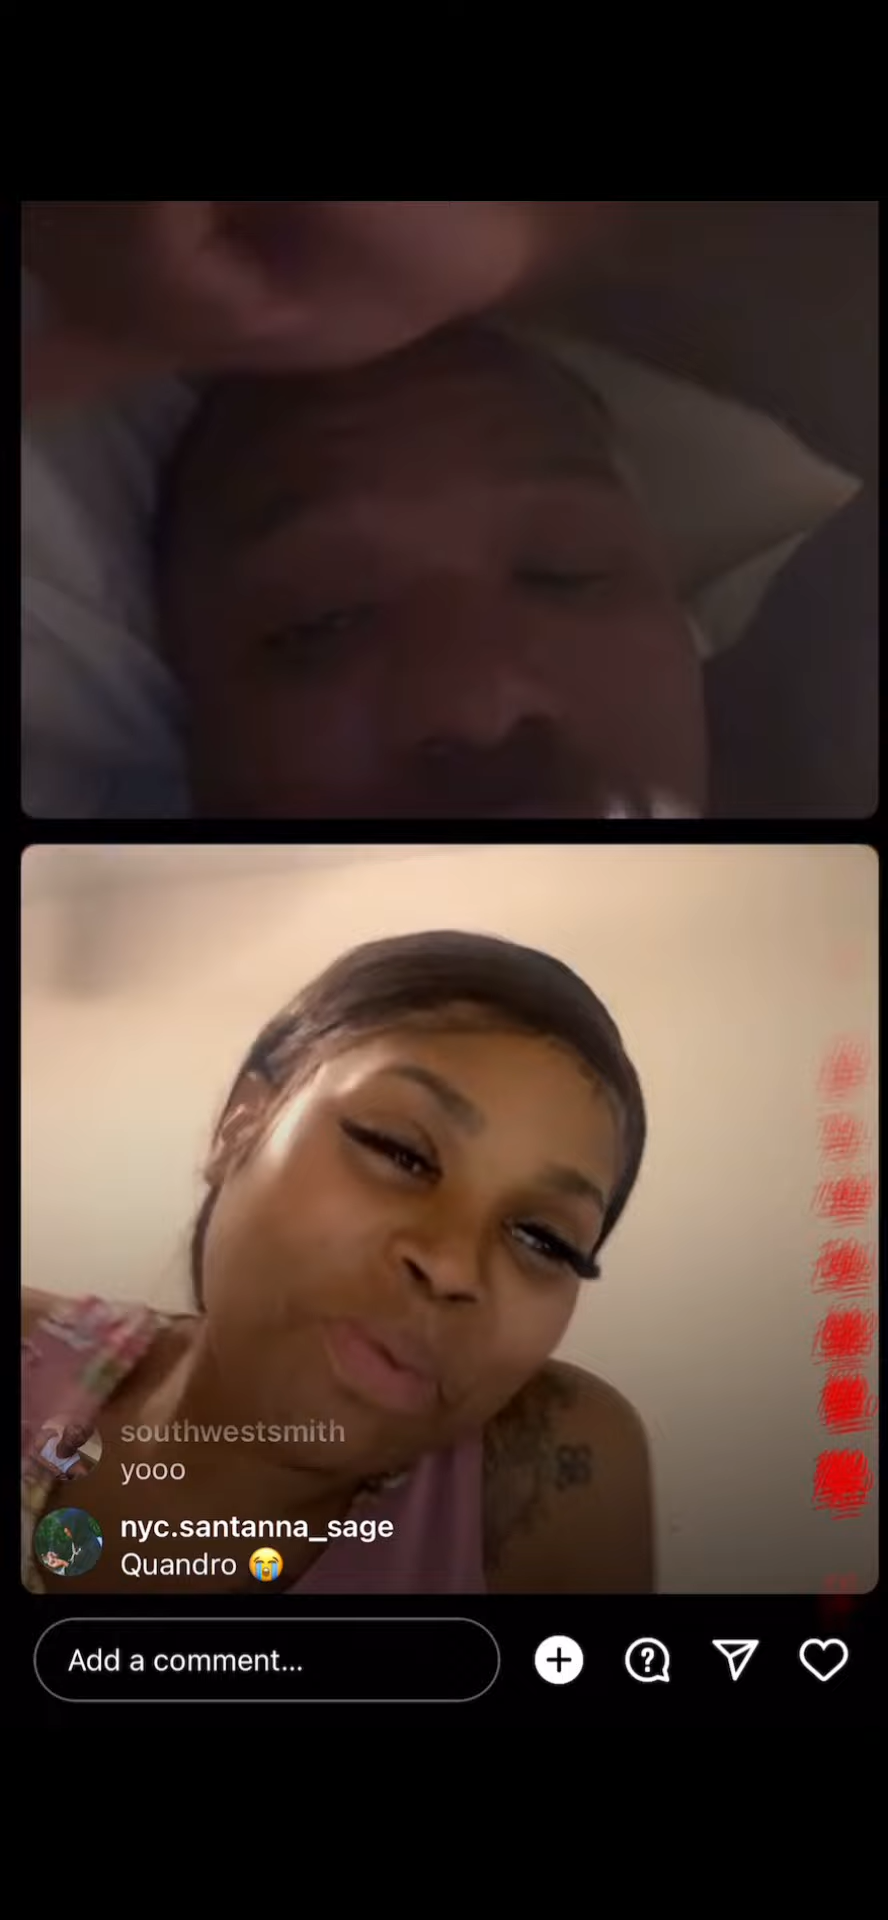 southwestsmith
yooo
nyc.santanna_sage
Quandro 😭
Add a comment...